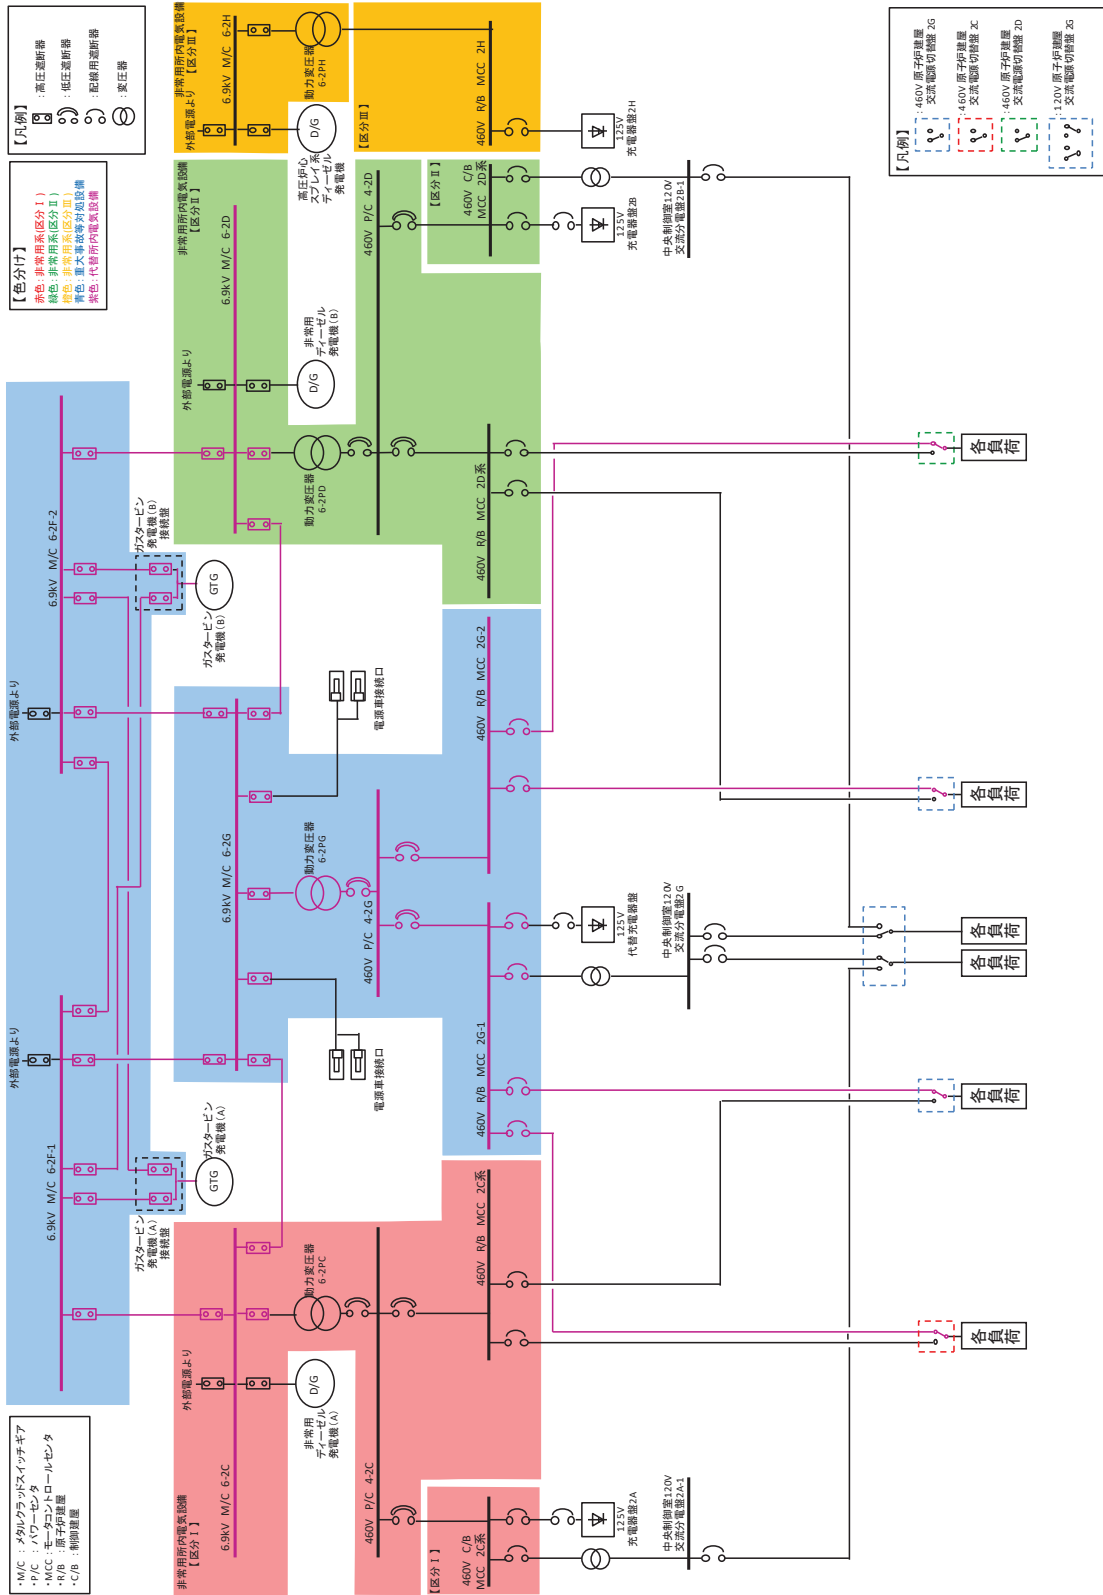 ・M/C : メタルクラッドスイッチギア
・P/C : パワーセンタ
・MCC : モータコントロールセンタ
・R/B : 原子炉建屋
・C/B : 制御建屋
【色分け】
赤色:非常用系(区分Ⅰ)
緑色:非常用系(区分Ⅱ)
橙色:非常用系(区分Ⅲ)
青色:重大事故等対処設備
紫色:代替所内電気設備
【凡例】
:高圧遮断器
:低圧遮断器
:配線用遮断器
:変圧器
外部電源より
6.9kV M/C 6-2F-1
外部電源より
6.9kV M/C 6-2F-2
ガスタービン
発電機(A)
接続盤
GTG
ガスタービン
発電機(A)
ガスタービン
発電機(B)
接続盤
GTG
ガスタービン
発電機(B)
非常用所内電気設備
【区分Ⅰ】
外部電源より
6.9kV M/C 6-2C
D/G
非常用
ディーゼル
発電機(A)
動力変圧器
6-2PC
460V P/C 4-2C
【区分Ⅰ】
460V C/B
MCC 2C系
460V R/B MCC 2C系
6.9kV M/C 6-2G
電源車接続口
動力変圧器
6-2PG
電源車接続口
460V P/C 4-2G
460V R/B MCC 2G-1
460V R/B MCC 2G-2
非常用所内電気設備
【区分Ⅱ】
外部電源より
6.9kV M/C 6-2D
動力変圧器
6-2PD
D/G
非常用
ディーゼル
発電機(B)
460V P/C 4-2D
460V R/B MCC 2D系
【区分Ⅱ】
460V C/B
MCC 2D系
非常用所内電気設備
【区分Ⅲ】
外部電源より
6.9kV M/C 6-2H
D/G
高圧炉心
スプレイ系
ディーゼル
発電機
動力変圧器
6-2PH
【区分Ⅲ】
460V R/B MCC 2H
125V
充電器盤2A
中央制御室120V
交流分電盤2A-1
125V
代替充電器盤
中央制御室120V
交流分電盤2G
125V
充電器盤2B
中央制御室120V
交流分電盤2B-1
125V
充電器盤2H
各負荷
各負荷
各負荷
各負荷
各負荷
各負荷
【凡例】
:460V 原子炉建屋
交流電源切替盤 2G
:460V 原子炉建屋
交流電源切替盤 2C
:460V 原子炉建屋
交流電源切替盤 2D
:120V 原子炉建屋
交流電源切替盤 2G